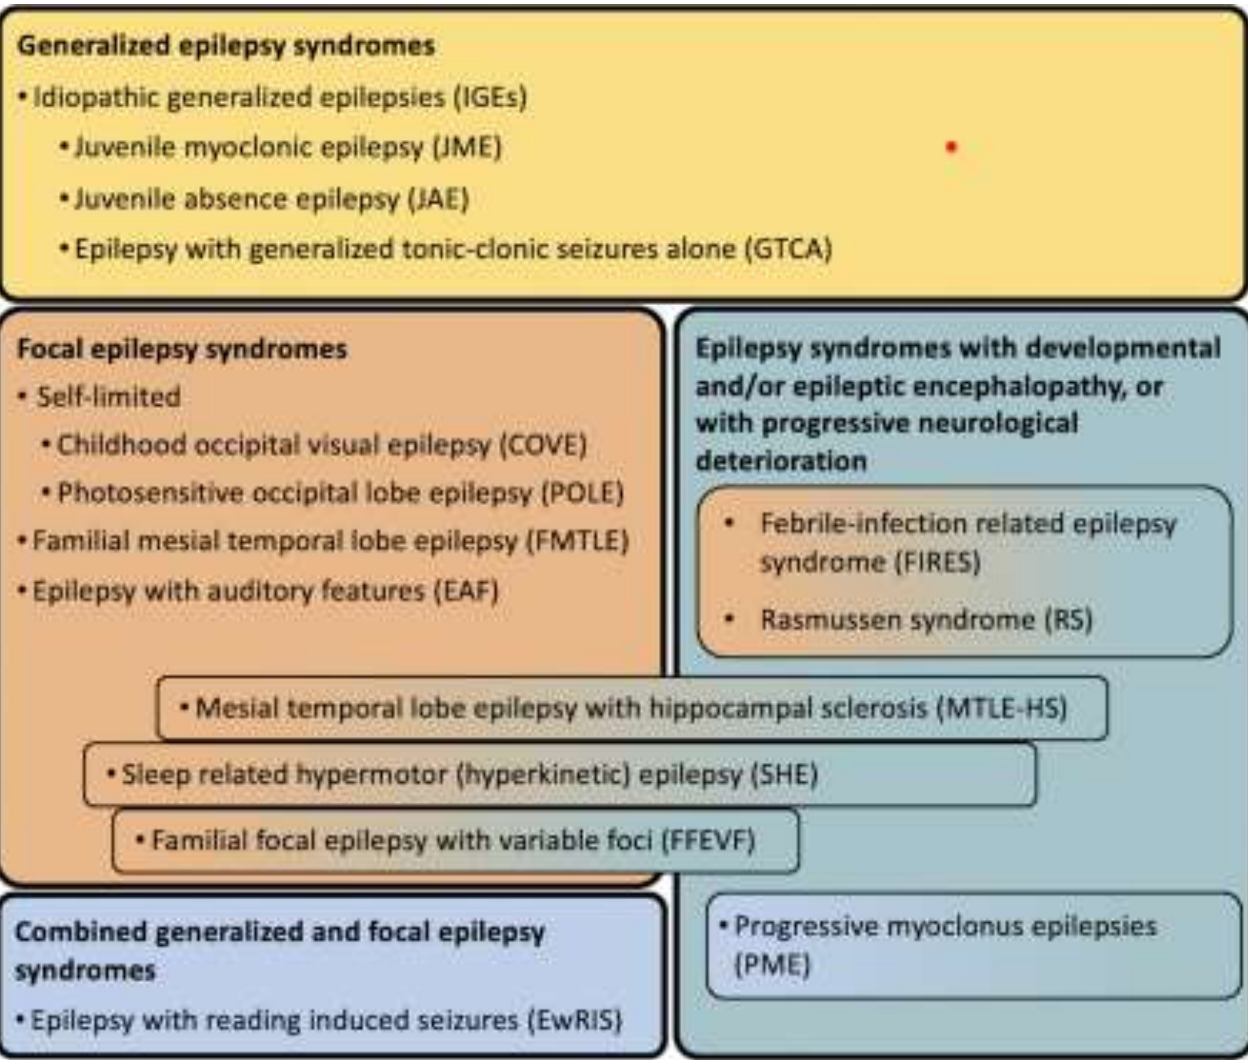 Generalized epilepsy syndromes
• Idiopathic generalized epilepsies (IGEs)
• Juvenile myoclonic epilepsy (JME)
• Juvenile absence epilepsy (JAE)
• Epilepsy with generalized tonic-clonic seizures alone (GTCA)
Focal epilepsy syndromes
• Self-limited
• Childhood occipital visual epilepsy (COVE)
• Photosensitive occipital lobe epilepsy (POLE)
• Familial mesial temporal lobe epilepsy (FMTLE)
• Epilepsy with auditory features (EAF)
Epilepsy syndromes with developmental
and/or epileptic encephalopathy, or
with progressive neurological
deterioration
• Febrile-infection related epilepsy
syndrome (FIRES)
• Rasmussen syndrome (RS)
• Mesial temporal lobe epilepsy with hippocampal sclerosis (MTLE-HS)
• Sleep related hypermotor (hyperkinetic) epilepsy (SHE)
• Familial focal epilepsy with variable foci (FFEVF)
Combined generalized and focal epilepsy
syndromes
• Epilepsy with reading induced seizures (EwRIS)
• Progressive myoclonus epilepsies
(PME)